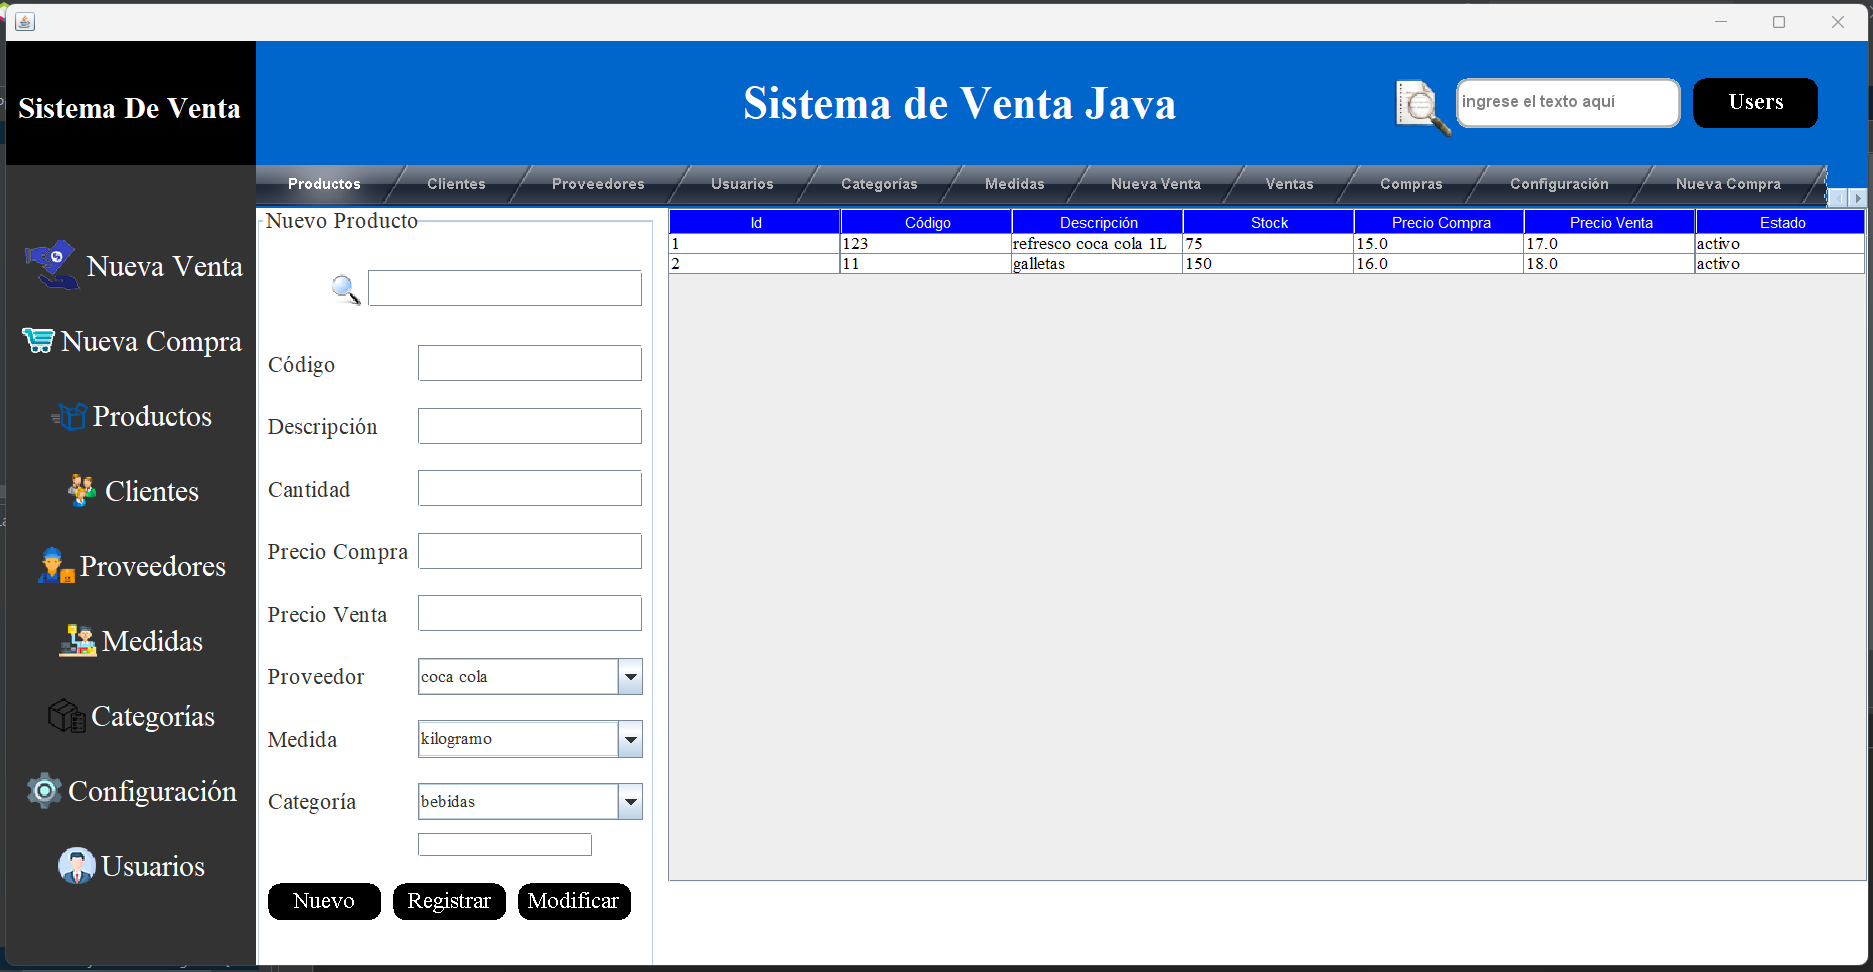 Sistema De Venta
Sistema de Venta Java
ingrese el texto aquí
Users
Productos Clientes Proveedores Usuarios Categorías Medidas Nueva Venta Ventas Compras Configuración Nueva Compra
Nueva Venta
Nueva Compra
Productos
Clientes
Proveedores
Medidas
Categorías
Configuración
Usuarios
Nuevo Producto
Código
Descripción
Cantidad
Precio Compra
Precio Venta
Proveedor coca cola
Medida kilogramo
Categoría bebidas
Nuevo Registrar Modificar
Id Código Descripción Stock Precio Compra Precio Venta Estado
1 123 refresco coca cola 1L 75 15.0 17.0 activo
2 11 galletas 150 16.0 18.0 activo